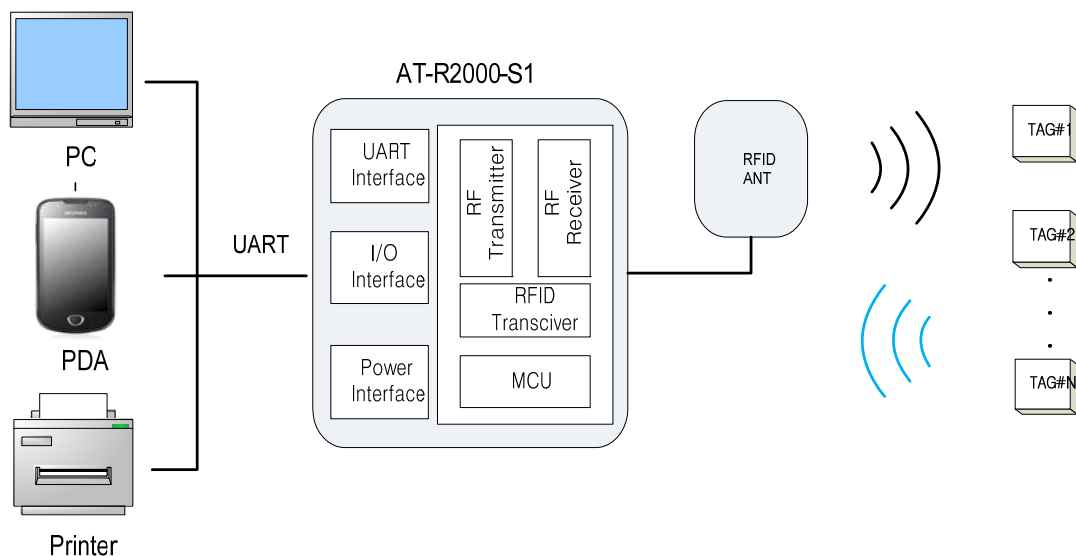 AT-R2000-S1
PC
PDA
Printer
UART
UART
Interface
I/O
Interface
Power
Interface
RF
Transmitter
RF
Receiver
RFID
Transciver
MCU
RFID
ANT
TAG#1
TAG#2
TAG#N